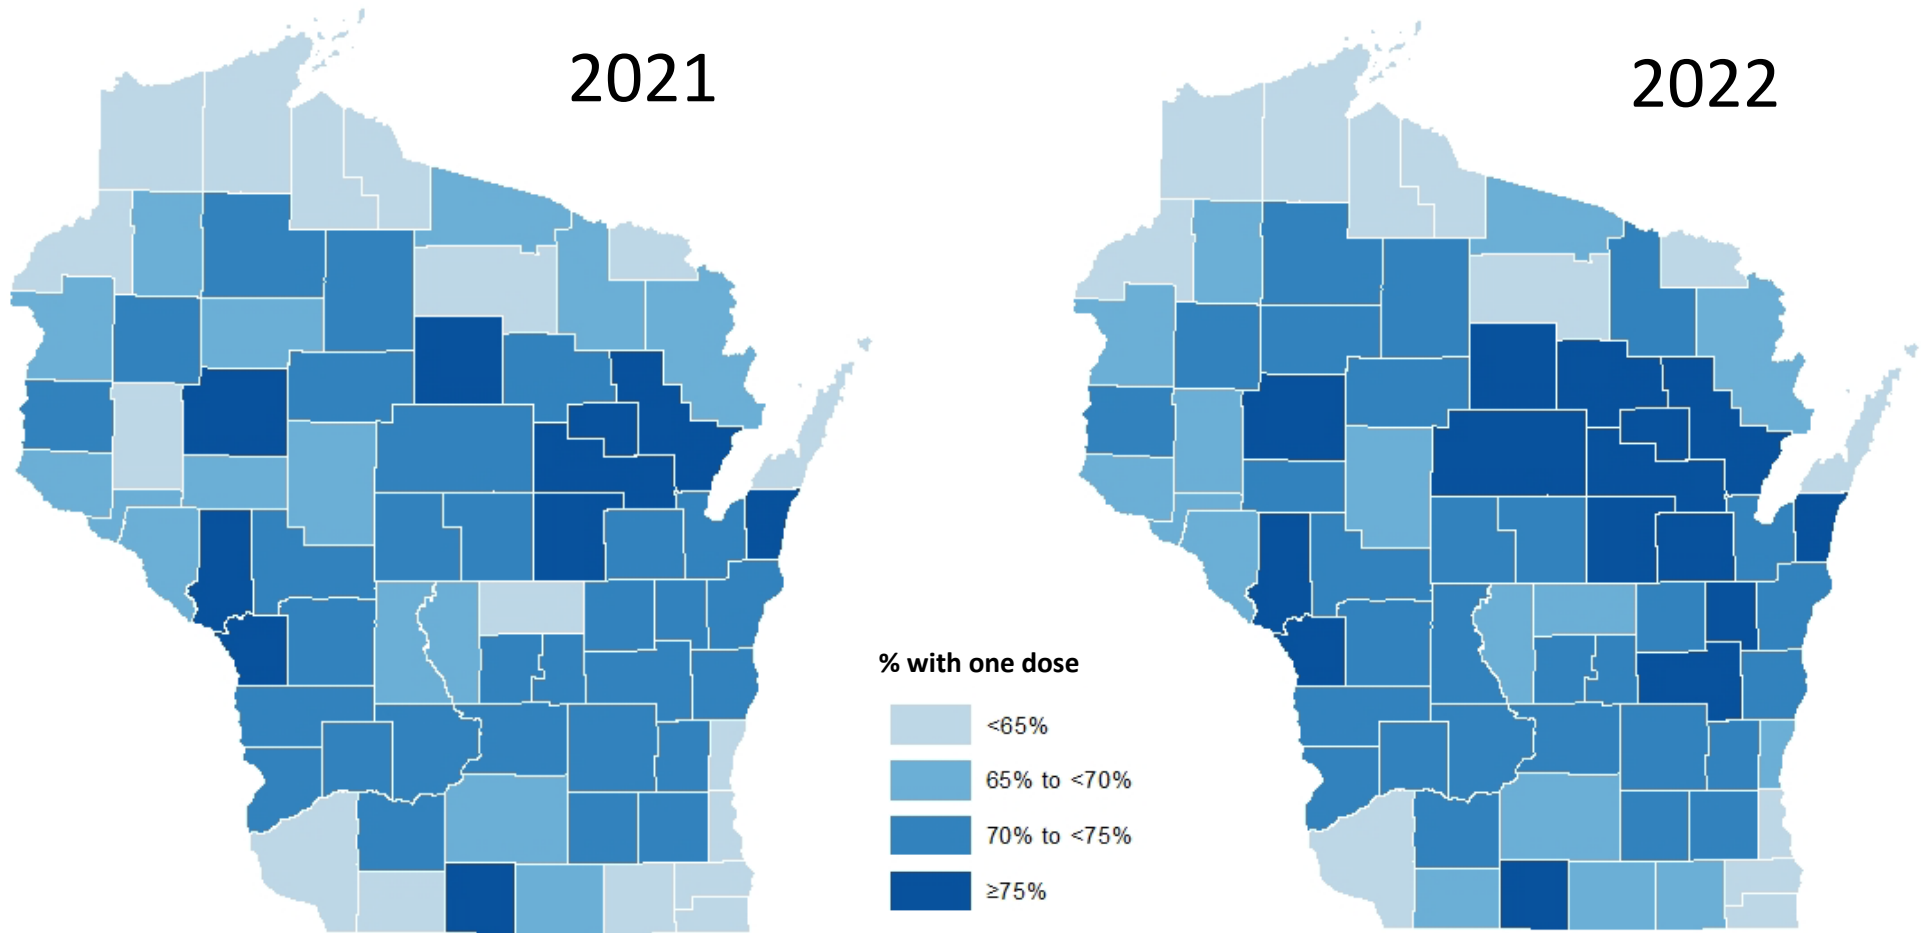 2021
2022
% with one dose
<65%
65% to <70%
70% to <75%
≥75%